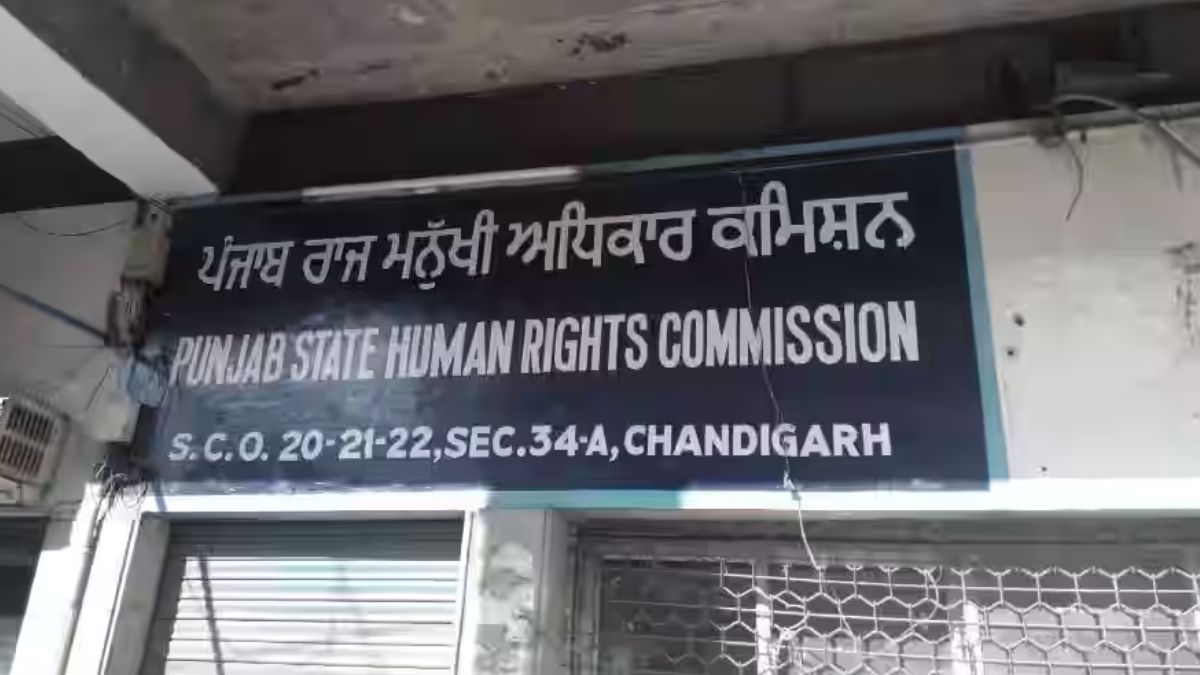 ਪੰਜਾਬ ਰਾਜ ਮਨੁੱਖੀ ਅਧਿਕਾਰ ਕਮਿਸ਼ਨ
PUNJAB STATE HUMAN RIGHTS COMMISSION
S.C.O. 20-21-22,SEC.34-A,CHANDIGARH